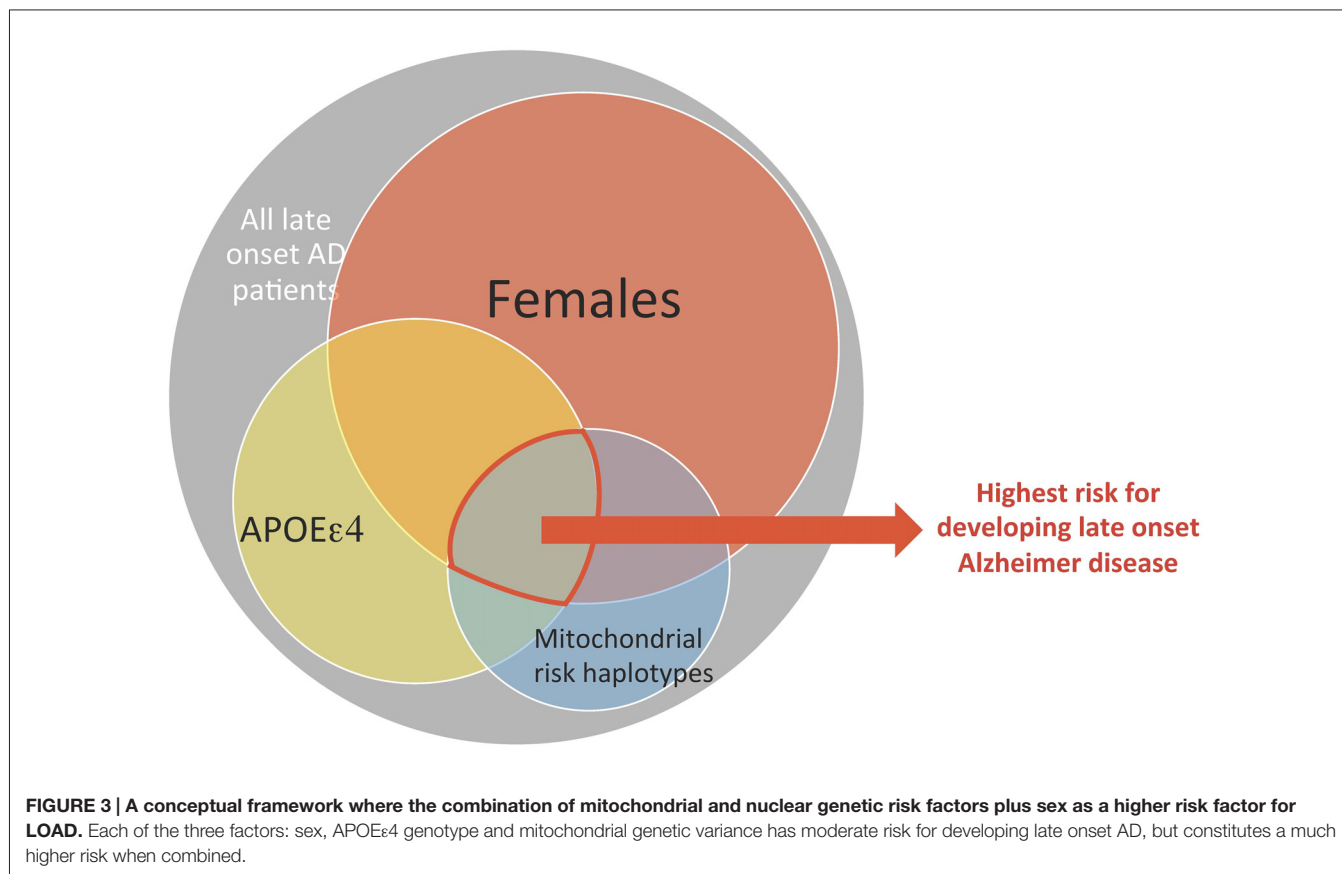 All late
onset AD
patients
Females
APOEε4
Mitochondrial
risk haplotypes
Highest risk for
developing late onset
Alzheimer disease
FIGURE 3 | A conceptual framework where the combination of mitochondrial and nuclear genetic risk factors plus sex as a higher risk factor for
LOAD. Each of the three factors: sex, APOEε4 genotype and mitochondrial genetic variance has moderate risk for developing late onset AD, but constitutes a much
higher risk when combined.